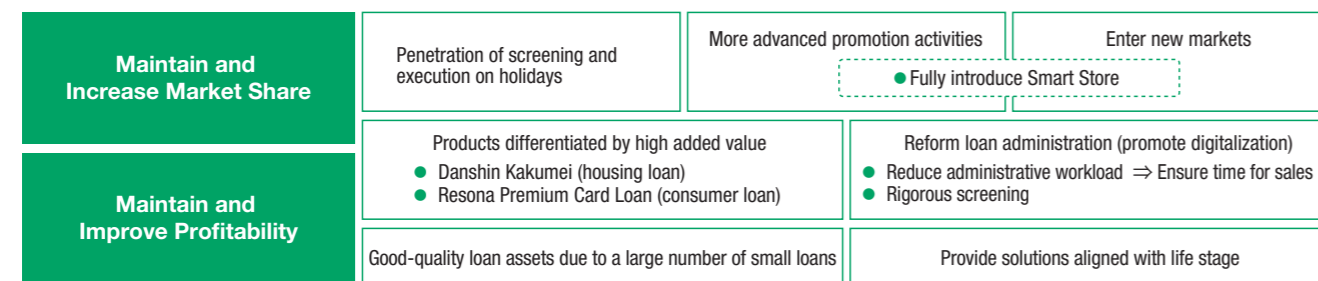 Maintain and
Increase Market Share
Penetration of screening and
execution on holidays
More advanced promotion activities
Enter new markets
● Fully introduce Smart Store
Products differentiated by high added value
● Danshin Kakumei (housing loan)
● Resona Premium Card Loan (consumer loan)
Reform loan administration (promote digitalization)
● Reduce administrative workload ⇒ Ensure time for sales
● Rigorous screening
Maintain and
Improve Profitability
Good-quality loan assets due to a large number of small loans
Provide solutions aligned with life stage